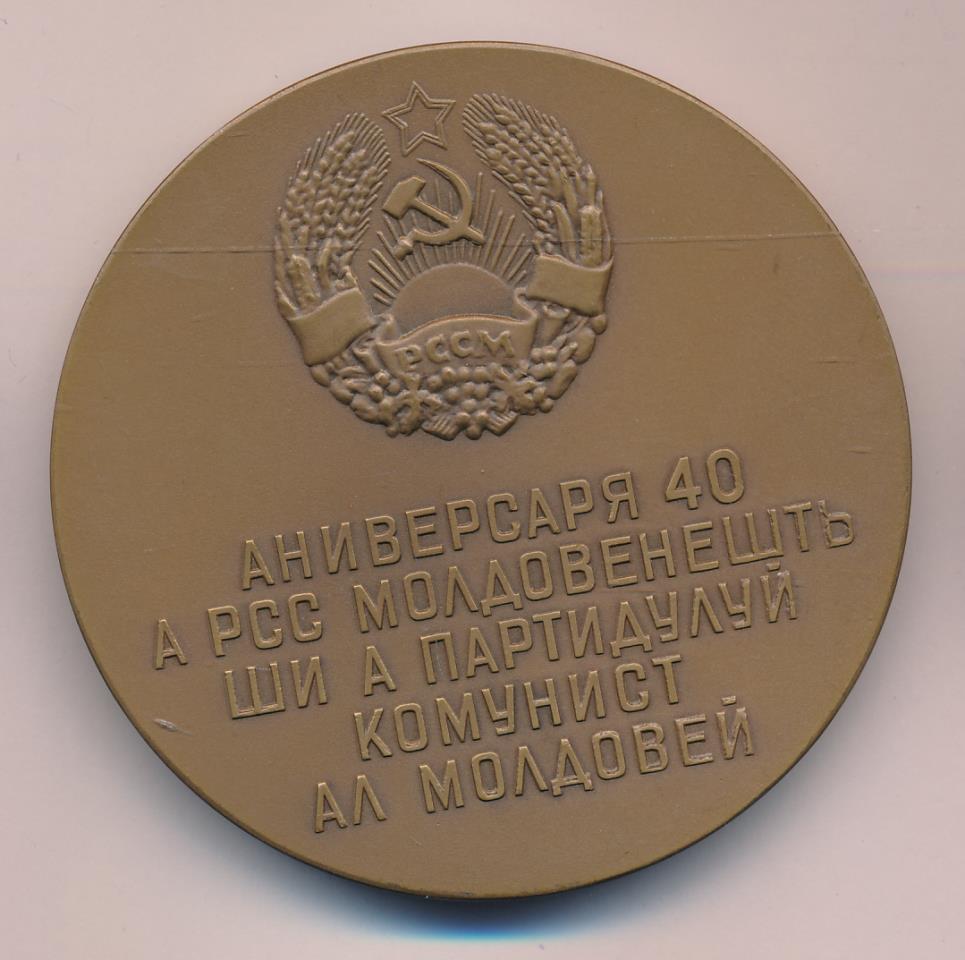 РССМ
АНИВЕРСАРЯ 40
А РСС МОЛДОВЕНЕШТЬ
ШИ А ПАРТИДУЛУЙ
КОМУНИСТ
АЛ МОЛДОВЕЙ